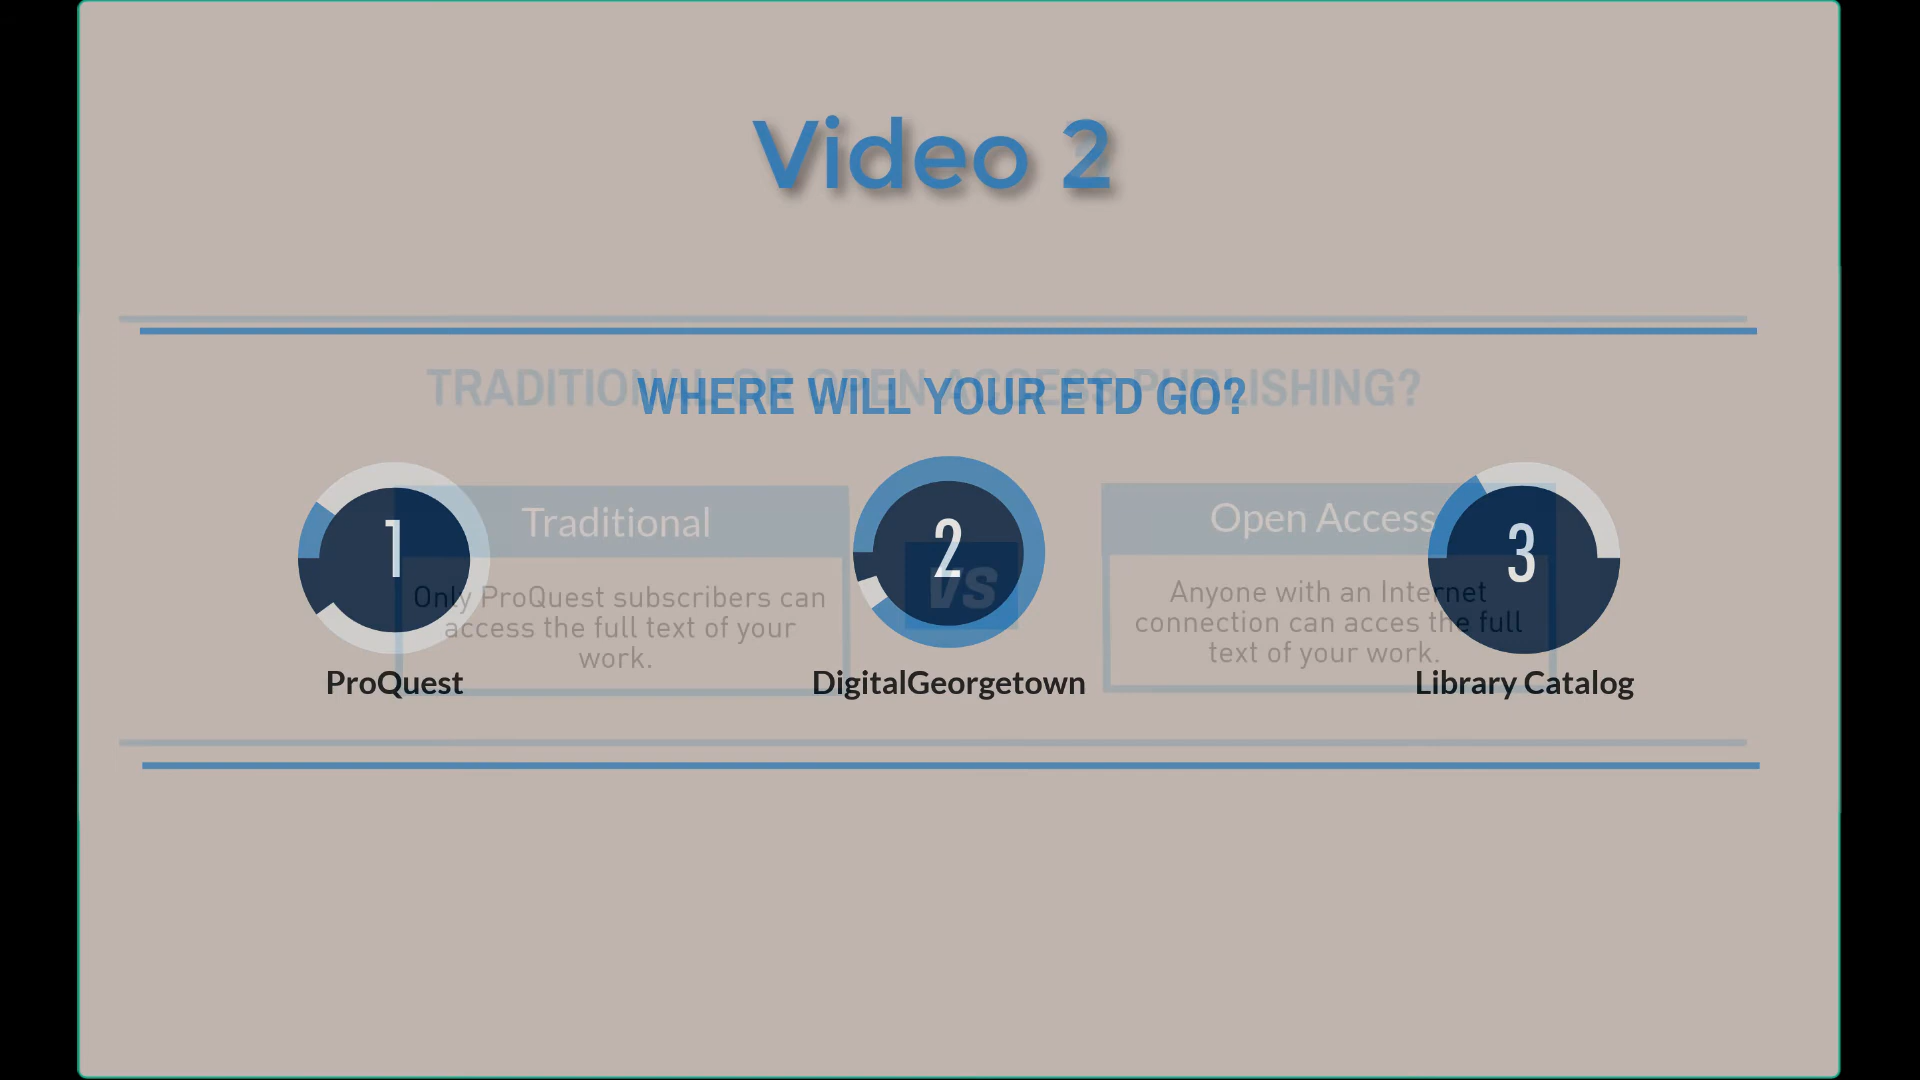 Video 2
TRADITIONAL OR OPEN ACCESS PUBLISHING?
WHERE WILL YOUR ETD GO?
1
2
3
Traditional
VS
Open Access
Only ProQuest subscribers can
access the full text of your
work.
Anyone with an Internet
connection can acces the full
text of your work.
ProQuest
DigitalGeorgetown
Library Catalog